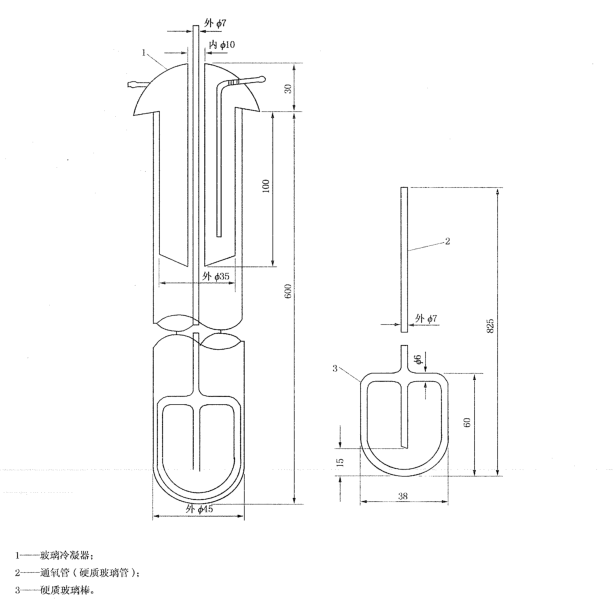 外 ϕ7
内 ϕ10
1
30
100
外 ϕ35
600
2
825
外 ϕ7
ϕ6
3
60
15
38
外 ϕ45
1——玻璃冷凝器;
2——通氧管(硬质玻璃管);
3——硬质玻璃棒。